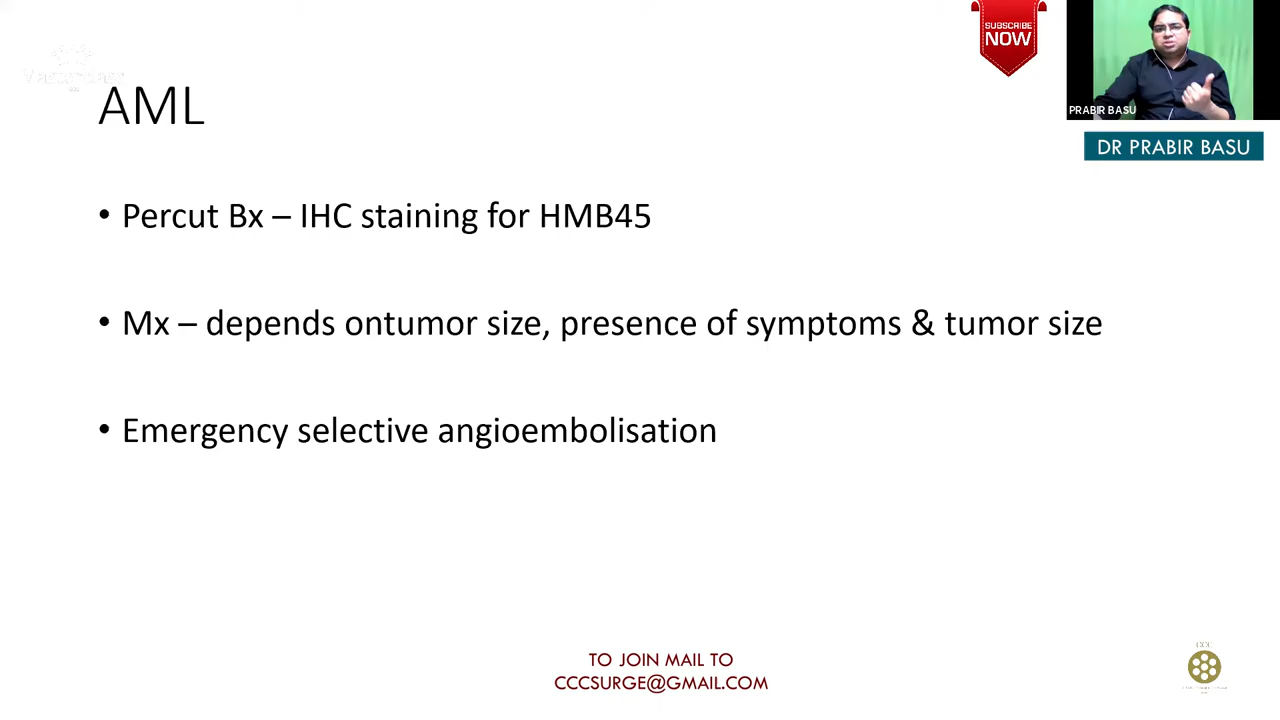 SUBSCRIBE
NOW
PRABIR BASU
DR PRABIR BASU
AML
• Percut Bx – IHC staining for HMB45
• Mx – depends ontumor size, presence of symptoms & tumor size
• Emergency selective angioembolisation
TO JOIN MAIL TO
CCCSURGE@GMAIL.COM
CCC